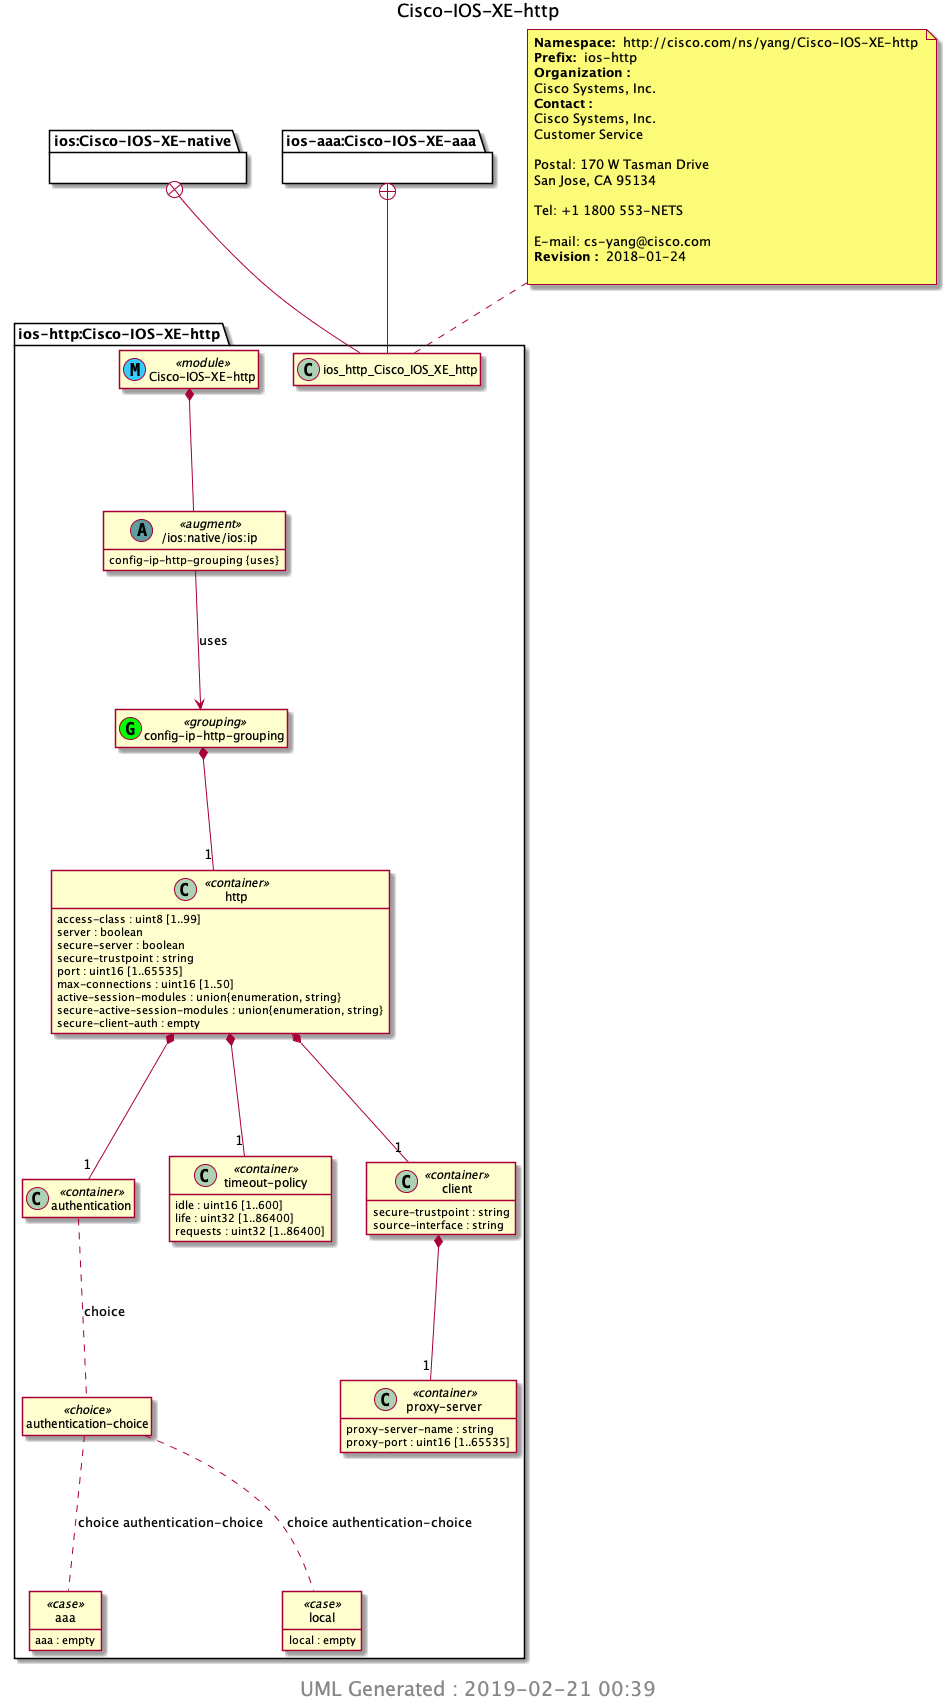 Cisco-IOS-XE-http
Namespace: http://cisco.com/ns/yang/Cisco-IOS-XE-http
Prefix: ios-http
Organization :
Cisco Systems, Inc.
Contact :
Cisco Systems, Inc.
Customer Service
Postal: 170 W Tasman Drive
San Jose, CA 95134
Tel: +1 1800 553-NETS
E-mail: cs-yang@cisco.com
Revision : 2018-01-24
ios:Cisco-IOS-XE-native
ios-aaa:Cisco-IOS-XE-aaa
ios-http:Cisco-IOS-XE-http
M
«module»
Cisco-IOS-XE-http
C
ios_http_Cisco_IOS_XE_http
A
«augment»
/ios:native/ios:ip
config-ip-http-grouping {uses}
uses
G
«grouping»
config-ip-http-grouping
1
C
«container»
http
access-class : uint8 [1..99]
server : boolean
secure-server : boolean
secure-trustpoint : string
port : uint16 [1..65535]
max-connections : uint16 [1..50]
active-session-modules : union{enumeration, string}
secure-active-session-modules : union{enumeration, string}
secure-client-auth : empty
1
1
1
C
«container»
authentication
C
«container»
timeout-policy
idle : uint16 [1..600]
life : uint32 [1..86400]
requests : uint32 [1..86400]
C
«container»
client
secure-trustpoint : string
source-interface : string
choice
1
«choice»
authentication-choice
C
«container»
proxy-server
proxy-server-name : string
proxy-port : uint16 [1..65535]
choice authentication-choice
choice authentication-choice
«case»
aaa
aaa : empty
«case»
local
local : empty
UML Generated : 2019-02-21 00:39